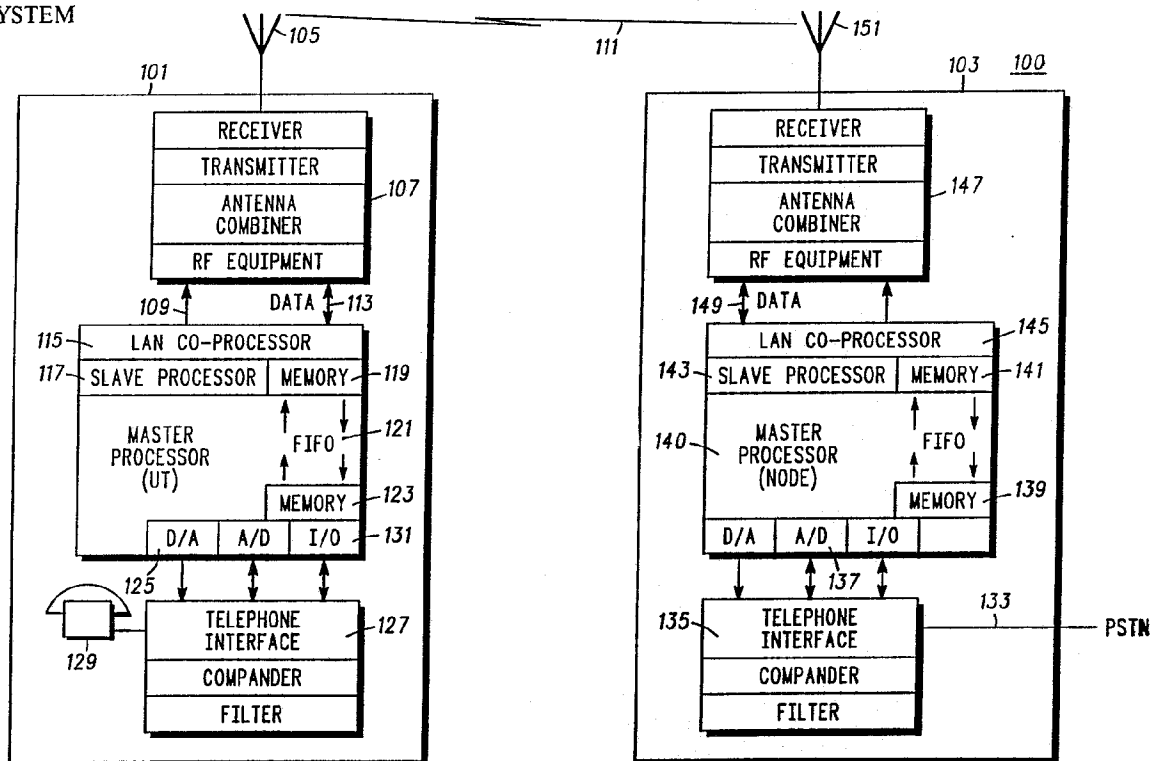 YSTEM
105
111
151
101
103
100
RECEIVER
TRANSMITTER
ANTENNA
COMBINER
RF EQUIPMENT
107
109
DATA
113
115
LAN CO-PROCESSOR
117
SLAVE PROCESSOR
MEMORY
119
MASTER
PROCESSOR
(UT)
FIFO
121
MEMORY
123
D/A
A/D
I/O
131
125
TELEPHONE
INTERFACE
127
129
COMPANDER
FILTER
RECEIVER
TRANSMITTER
ANTENNA
COMBINER
RF EQUIPMENT
147
149
DATA
LAN CO-PROCESSOR
145
143
SLAVE PROCESSOR
MEMORY
141
140
MASTER
PROCESSOR
(NODE)
FIFO
MEMORY
139
D/A
A/D
I/O
137
135
TELEPHONE
INTERFACE
133
PSTN
COMPANDER
FILTER